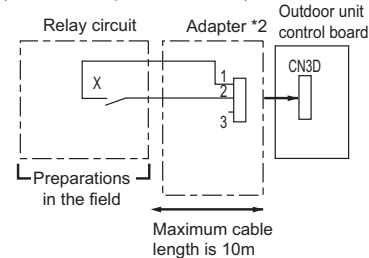 Outdoor unit
control board
Relay circuit
Adapter *2
CN3D
X
1
2
3
Preparations
in the field
Maximum cable
length is 10m